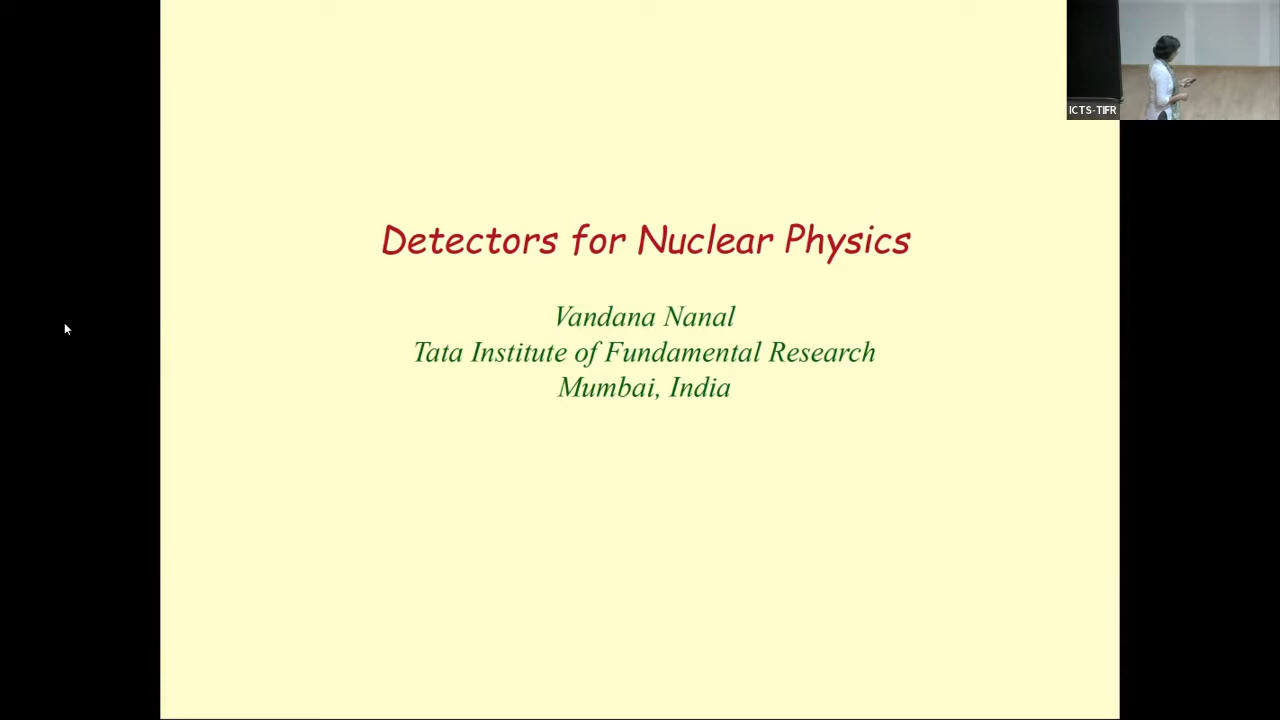 ICTS-TIFR
Detectors for Nuclear Physics
Vandana Nanal
Tata Institute of Fundamental Research
Mumbai, India